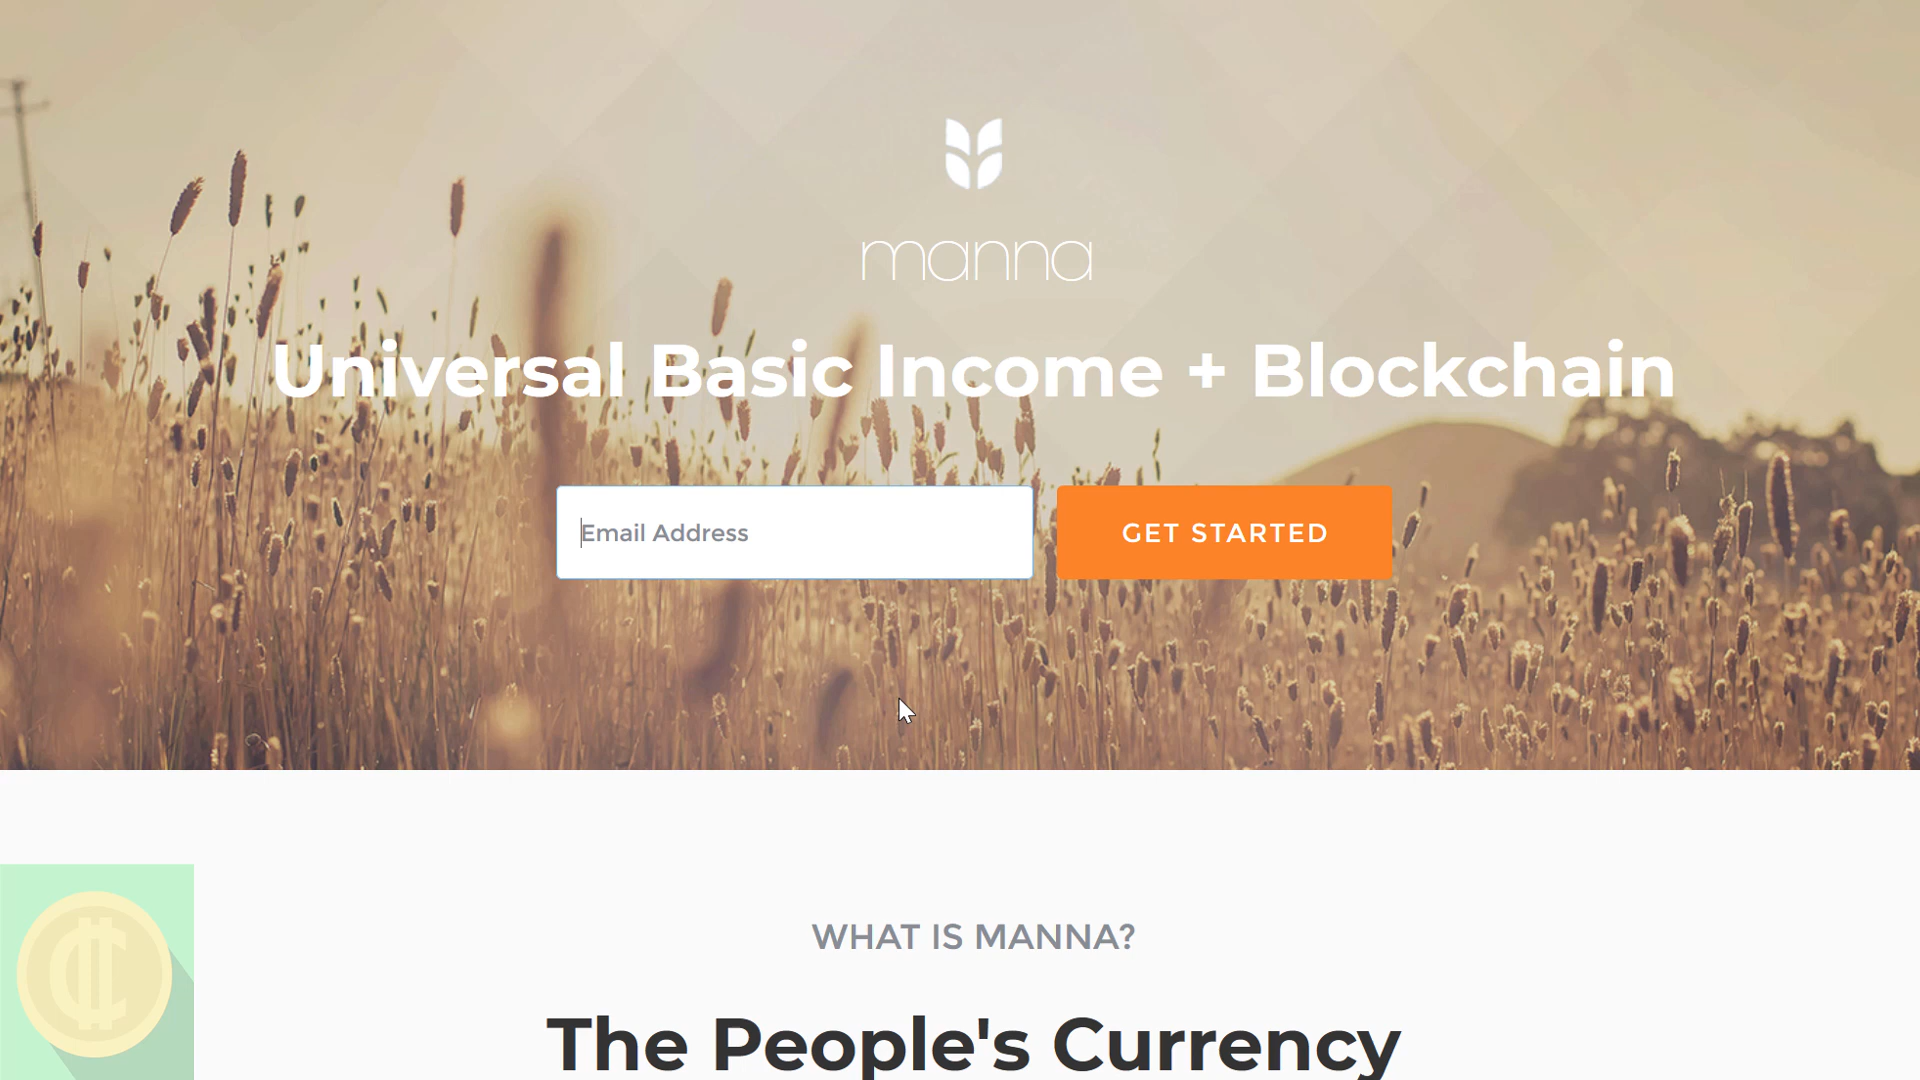 manna
Universal Basic Income + Blockchain
Email Address
GET STARTED
WHAT IS MANNA?
The People's Currency